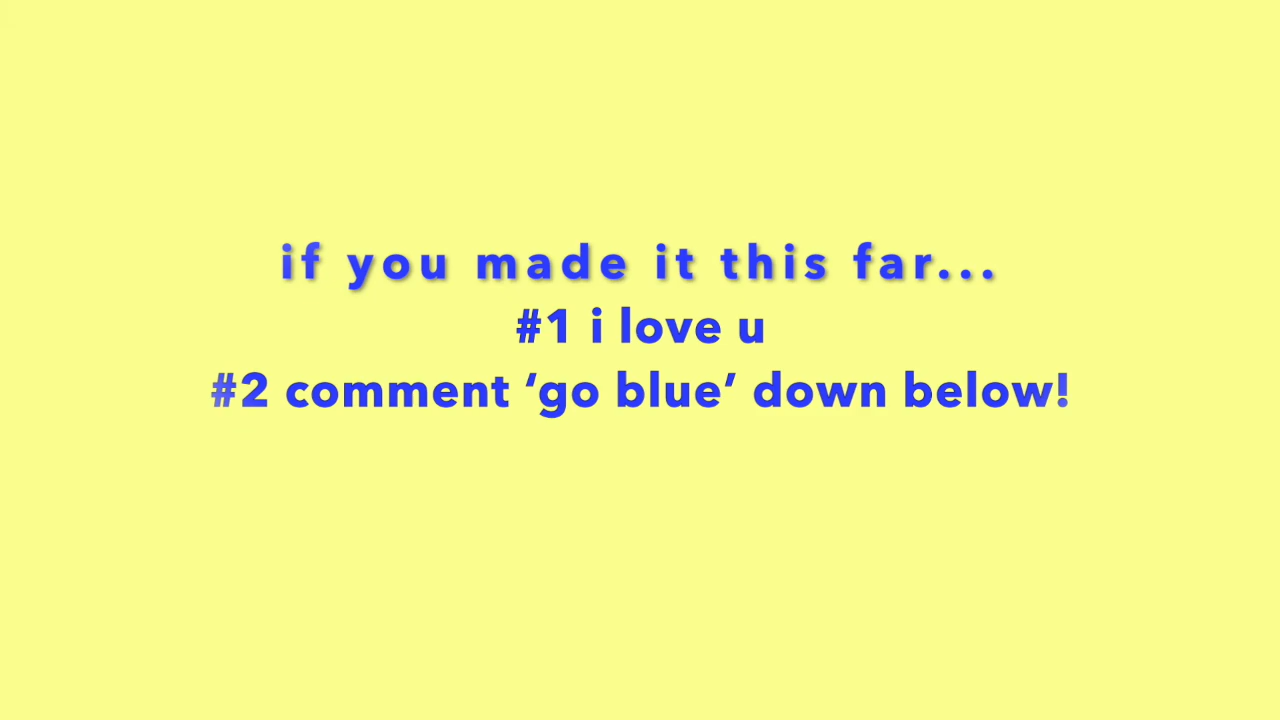 if you made it this far...
#1 i love u
#2 comment ‘go blue’ down below!